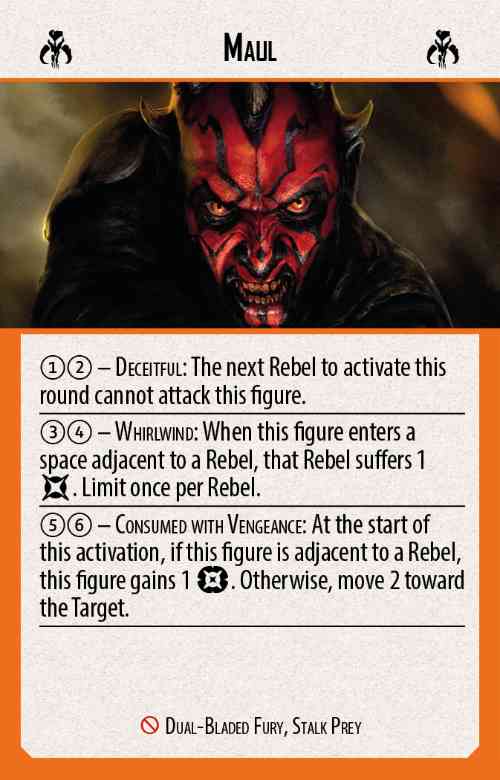 Maul
①② – Deceitful: The next Rebel to activate this
round cannot attack this figure.
③④ – Whirlwind: When this figure enters a
space adjacent to a Rebel, that Rebel suffers 1
. Limit once per Rebel.
⑤⑥ – Consumed with Vengeance: At the start of
this activation, if this figure is adjacent to a Rebel,
this figure gains 1 . Otherwise, move 2 toward
the Target.
Dual-Bladed Fury, Stalk Prey